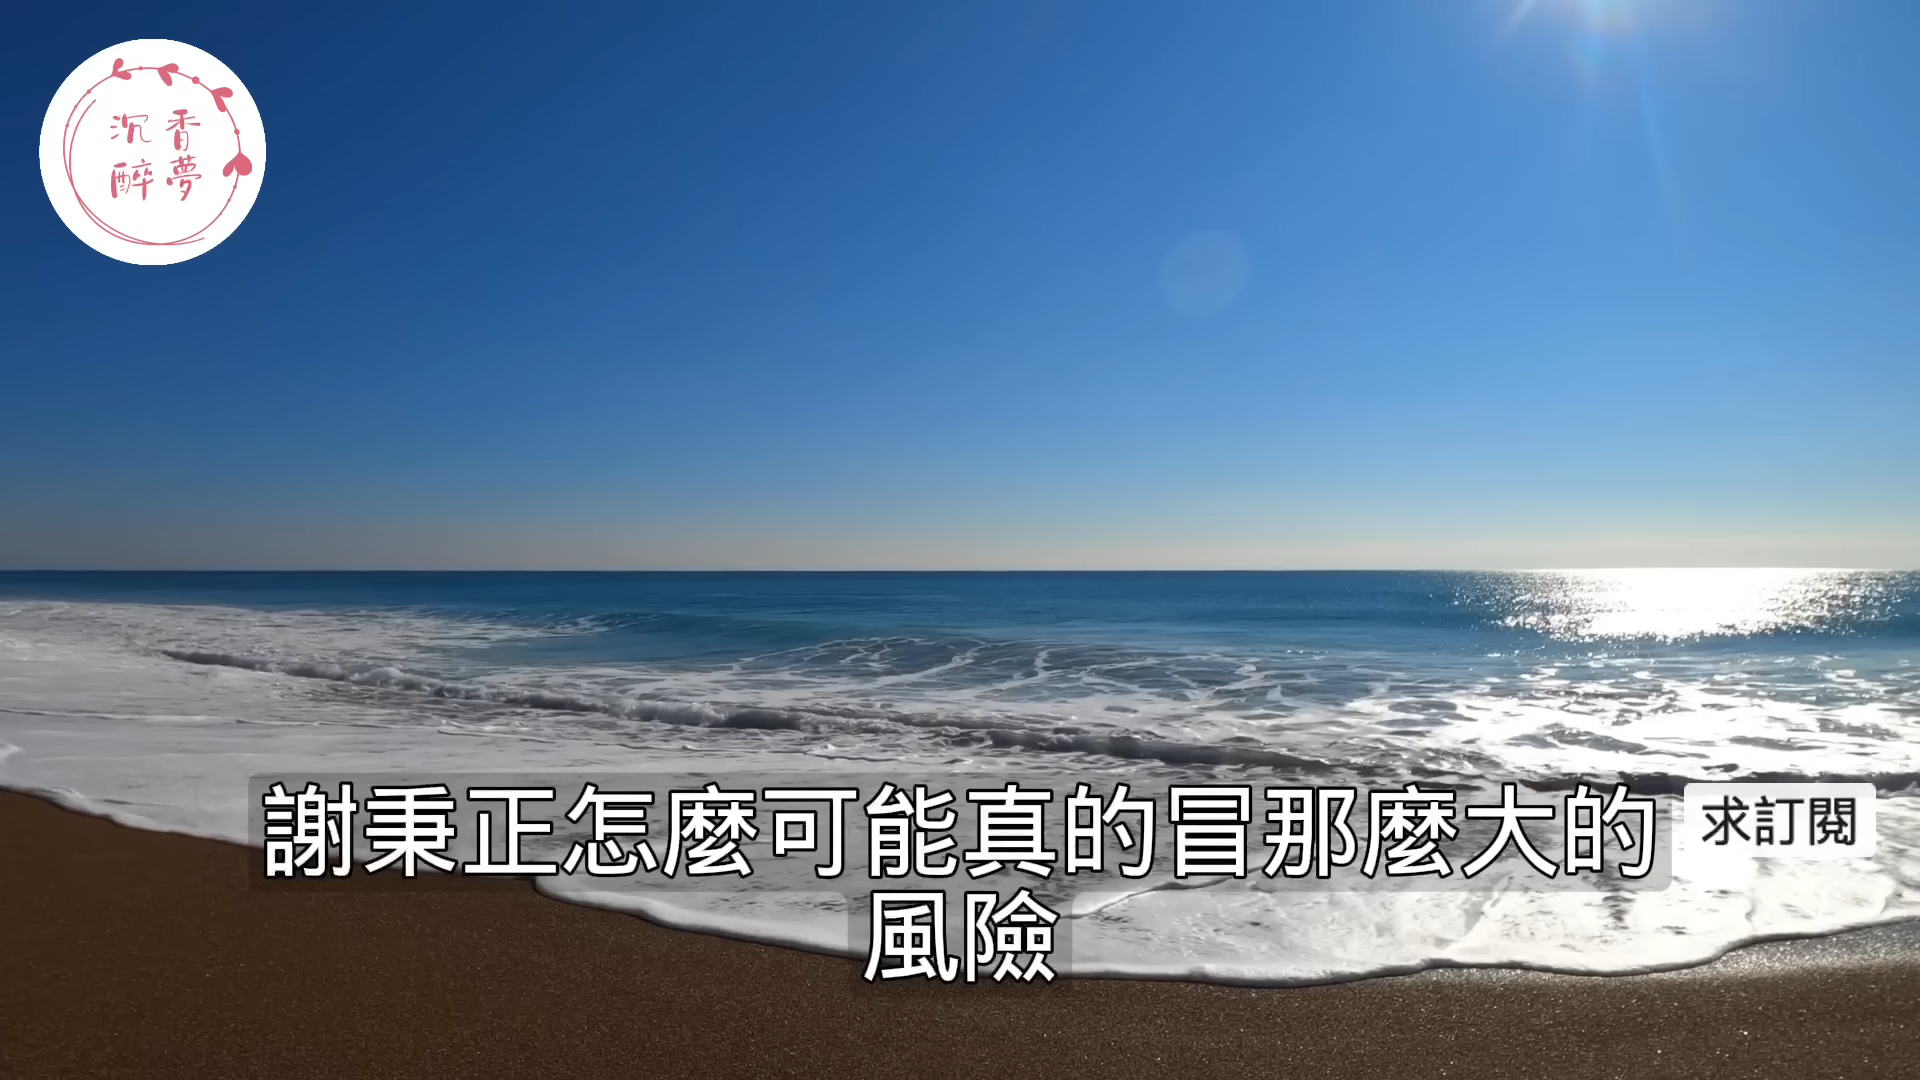 沉香
醉夢
謝秉正怎麼可能真的冒那麼大的
風險
求訂閱